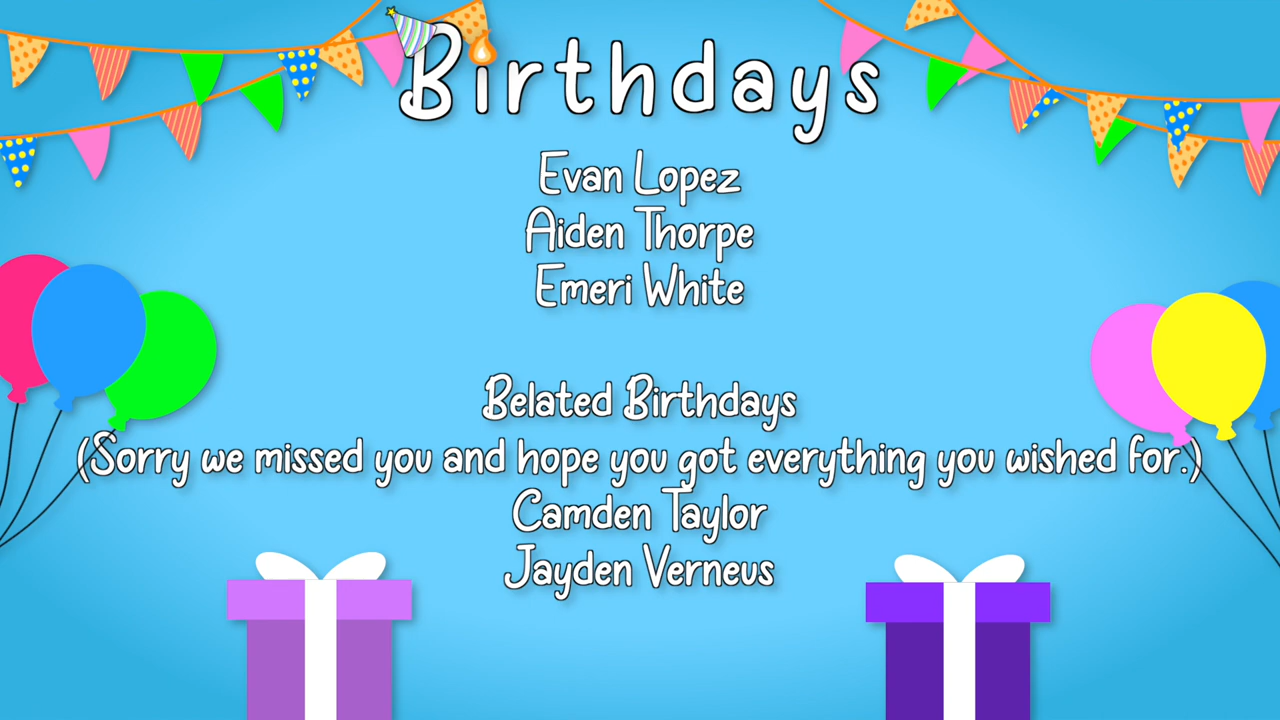 Birthdays
Evan Lopez
Aiden Thorpe
Emeri White
Belated Birthdays
(Sorry we missed you and hope you got everything you wished for.)
Camden Taylor
Jayden Verneus